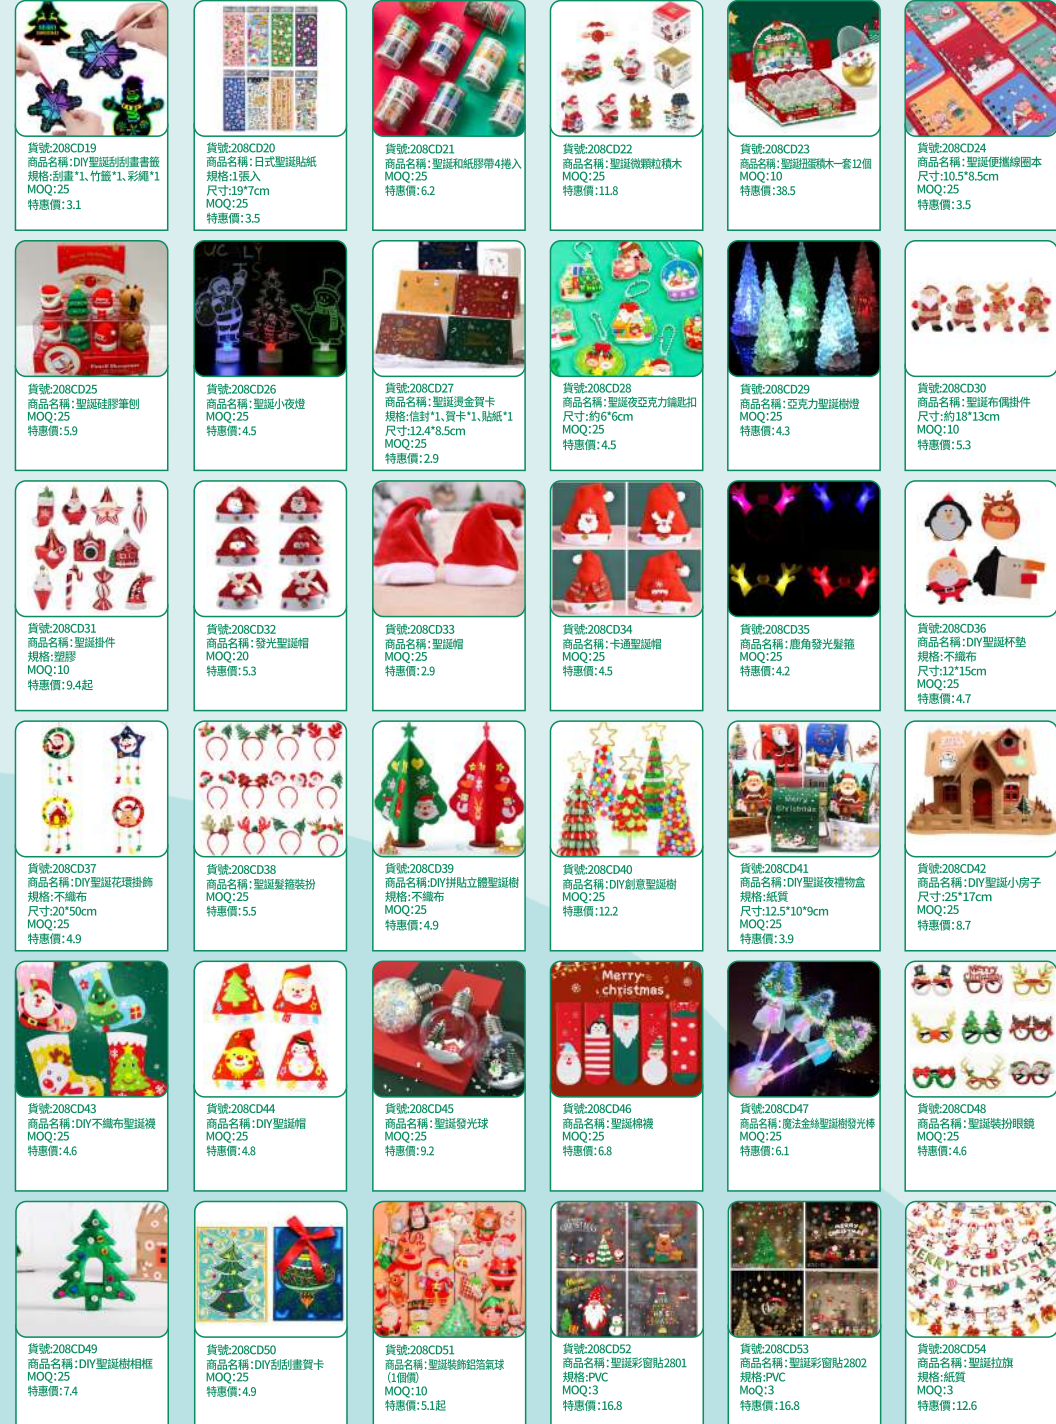 貨號:208CD19
商品名稱:DIY聖誕刮刮畫書籤
規格:刮畫*1、竹籤*1、彩繩*1
MOQ:25
特惠價:3.1
貨號:208CD20
商品名稱:日式聖誕貼紙
規格:1張入
尺寸:19*7cm
MOQ:25
特惠價:3.5
貨號:208CD21
商品名稱:聖誕和紙膠帶4捲入
MOQ:25
特惠價:6.2
貨號:208CD22
商品名稱:聖誕微顆粒積木
MOQ:25
特惠價:11.8
貨號:208CD23
商品名稱:聖誕扭蛋積木一套12個
MOQ:10
特惠價:38.5
貨號:208CD24
商品名稱:聖誕便攜線圈本
尺寸:10.5*8.5cm
MOQ:25
特惠價:3.5
貨號:208CD25
商品名稱:聖誕硅膠筆刨
MOQ:25
特惠價:5.9
貨號:208CD26
商品名稱:聖誕小夜燈
MOQ:25
特惠價:4.5
貨號:208CD27
商品名稱:聖誕燙金賀卡
規格:信封*1、賀卡*1、貼紙*1
尺寸:12.4*8.5cm
MOQ:25
特惠價:2.9
貨號:208CD28
商品名稱:聖誕夜亞克力鑰匙扣
尺寸:約6*6cm
MOQ:25
特惠價:4.5
貨號:208CD29
商品名稱:亞克力聖誕樹燈
MOQ:25
特惠價:4.3
貨號:208CD30
商品名稱:聖誕布偶掛件
尺寸:約18*13cm
MOQ:10
特惠價:5.3
貨號:208CD31
商品名稱:聖誕掛件
規格:塑膠
MOQ:10
特惠價:9.4起
貨號:208CD32
商品名稱:發光聖誕帽
MOQ:20
特惠價:5.3
貨號:208CD33
商品名稱:聖誕帽
MOQ:25
特惠價:2.9
貨號:208CD34
商品名稱:卡通聖誕帽
MOQ:25
特惠價:4.5
貨號:208CD35
商品名稱:鹿角發光髮箍
MOQ:25
特惠價:4.2
貨號:208CD36
商品名稱:DIY聖誕杯墊
規格:不織布
尺寸:12*15cm
MOQ:25
特惠價:4.7
貨號:208CD37
商品名稱:DIY聖誕花環掛飾
規格:不織布
尺寸:20*50cm
MOQ:25
特惠價:4.9
貨號:208CD38
商品名稱:聖誕髮箍裝扮
MOQ:25
特惠價:5.5
貨號:208CD39
商品名稱:DIY拼貼立體聖誕樹
規格:不織布
MOQ:25
特惠價:4.9
貨號:208CD40
商品名稱:DIY創意聖誕樹
MOQ:25
特惠價:12.2
Merry
Christmas
貨號:208CD41
商品名稱:DIY聖誕夜禮物盒
規格:紙質
尺寸:12.5*10*9cm
MOQ:25
特惠價:3.9
貨號:208CD42
商品名稱:DIY聖誕小房子
尺寸:25*17cm
MOQ:25
特惠價:8.7
貨號:208CD43
商品名稱:DIY不織布聖誕襪
MOQ:25
特惠價:4.6
貨號:208CD44
商品名稱:DIY聖誕帽
MOQ:25
特惠價:4.8
貨號:208CD45
商品名稱:聖誕發光球
MOQ:25
特惠價:9.2
Merry
christmas
貨號:208CD46
商品名稱:聖誕棉襪
MOQ:25
特惠價:6.8
貨號:208CD47
商品名稱:魔法金絲聖誕樹發光棒
MOQ:25
特惠價:6.1
貨號:208CD48
商品名稱:聖誕裝扮眼鏡
MOQ:25
特惠價:4.6
貨號:208CD49
商品名稱:DIY聖誕樹相框
MOQ:25
特惠價:7.4
貨號:208CD50
商品名稱:DIY刮刮畫賀卡
MOQ:25
特惠價:4.9
貨號:208CD51
商品名稱:聖誕裝飾鋁箔氣球
(1個價)
MOQ:10
特惠價:5.1起
貨號:208CD52
商品名稱:聖誕彩窗貼2801
規格:PVC
MOQ:3
特惠價:16.8
貨號:208CD53
商品名稱:聖誕彩窗貼2802
規格:PVC
MoQ:3
特惠價:16.8
MERRY CHRISTM
貨號:208CD54
商品名稱:聖誕拉旗
規格:紙質
MOQ:3
特惠價:12.6